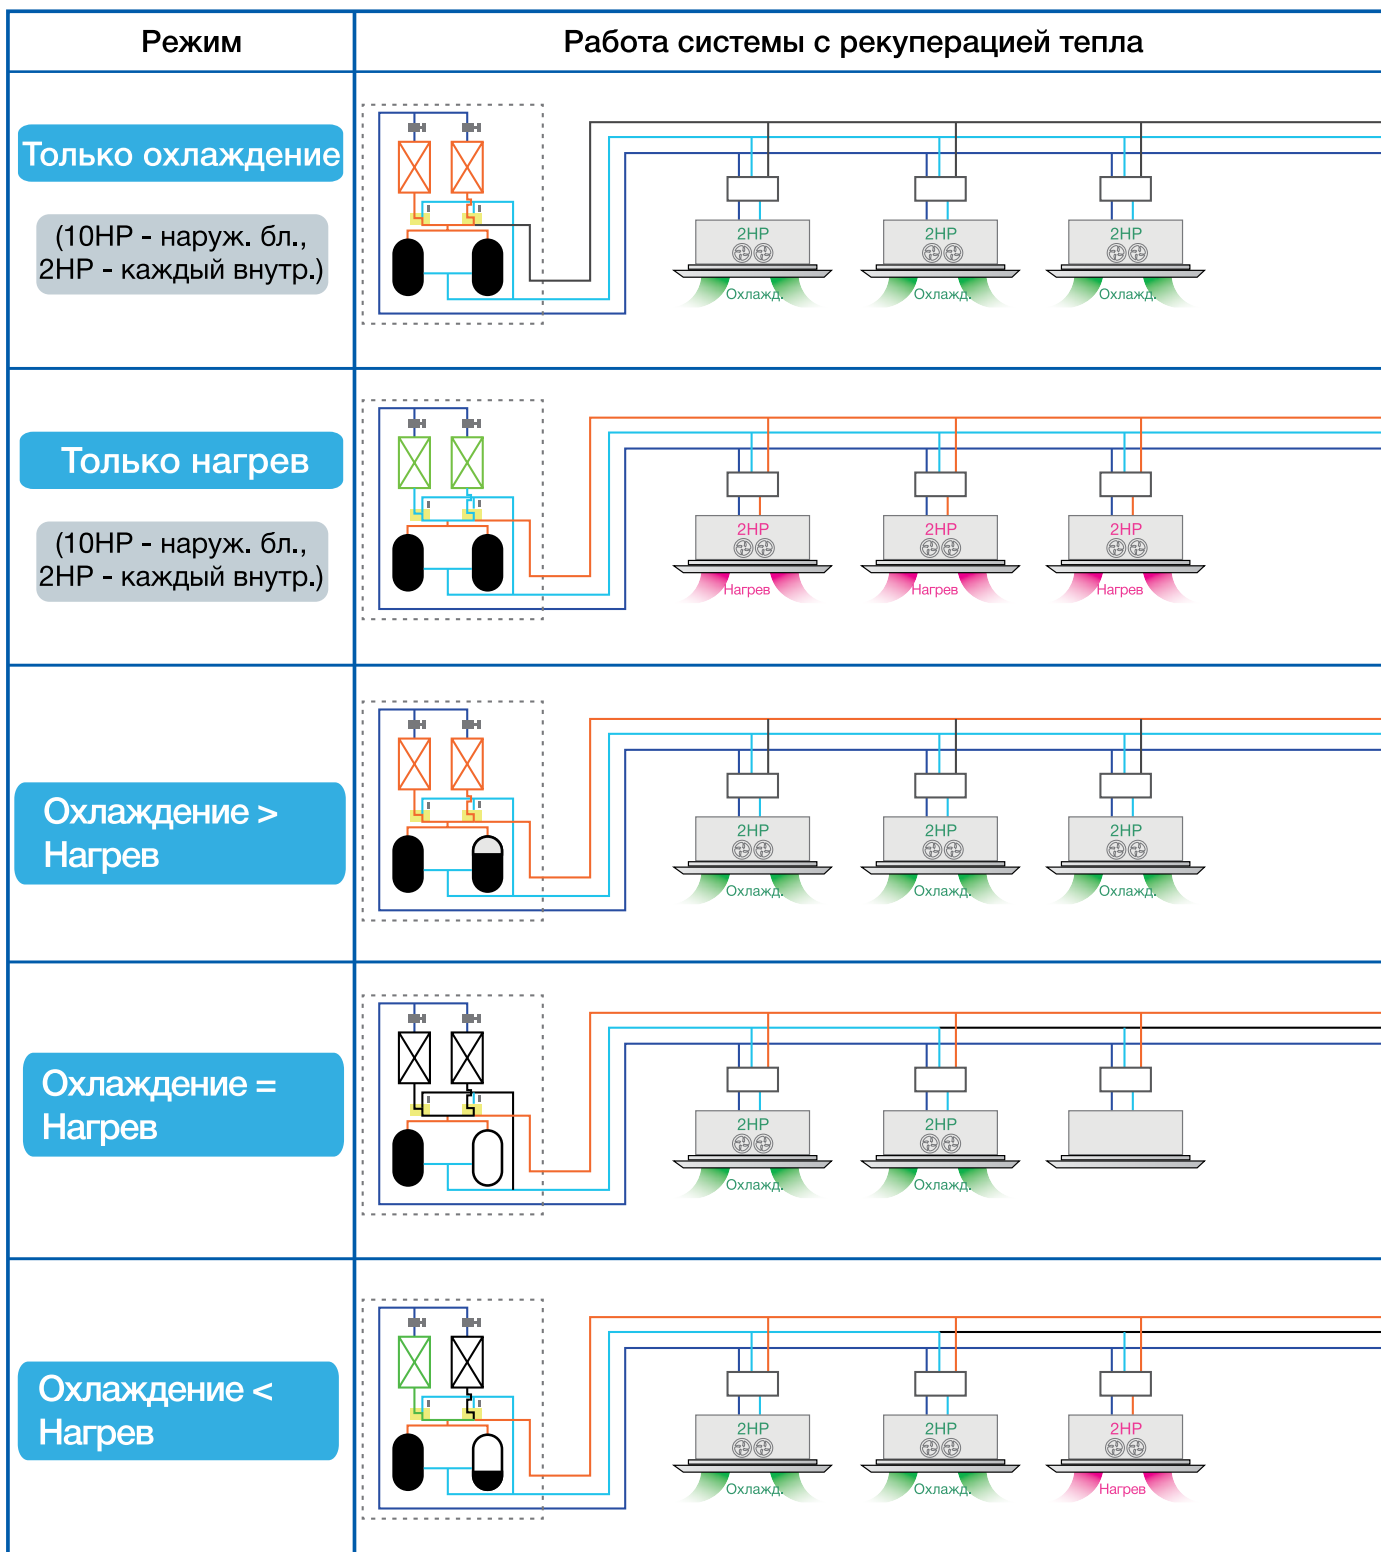 Режим
Работа системы с рекуперацией тепла
Только охлаждение
(10HP - наруж. бл.,
2HP - каждый внутр.)
2HP
2HP
2HP
Охлажд.
Охлажд.
Охлажд.
Только нагрев
(10HP - наруж. бл.,
2HP - каждый внутр.)
2HP
2HP
2HP
Нагрев
Нагрев
Нагрев
Охлаждение >
Нагрев
2HP
2HP
2HP
Охлажд.
Охлажд.
Охлажд.
Охлаждение =
Нагрев
2HP
2HP
Охлажд.
Охлажд.
Охлаждение <
Нагрев
2HP
2HP
2HP
Охлажд.
Охлажд.
Нагрев